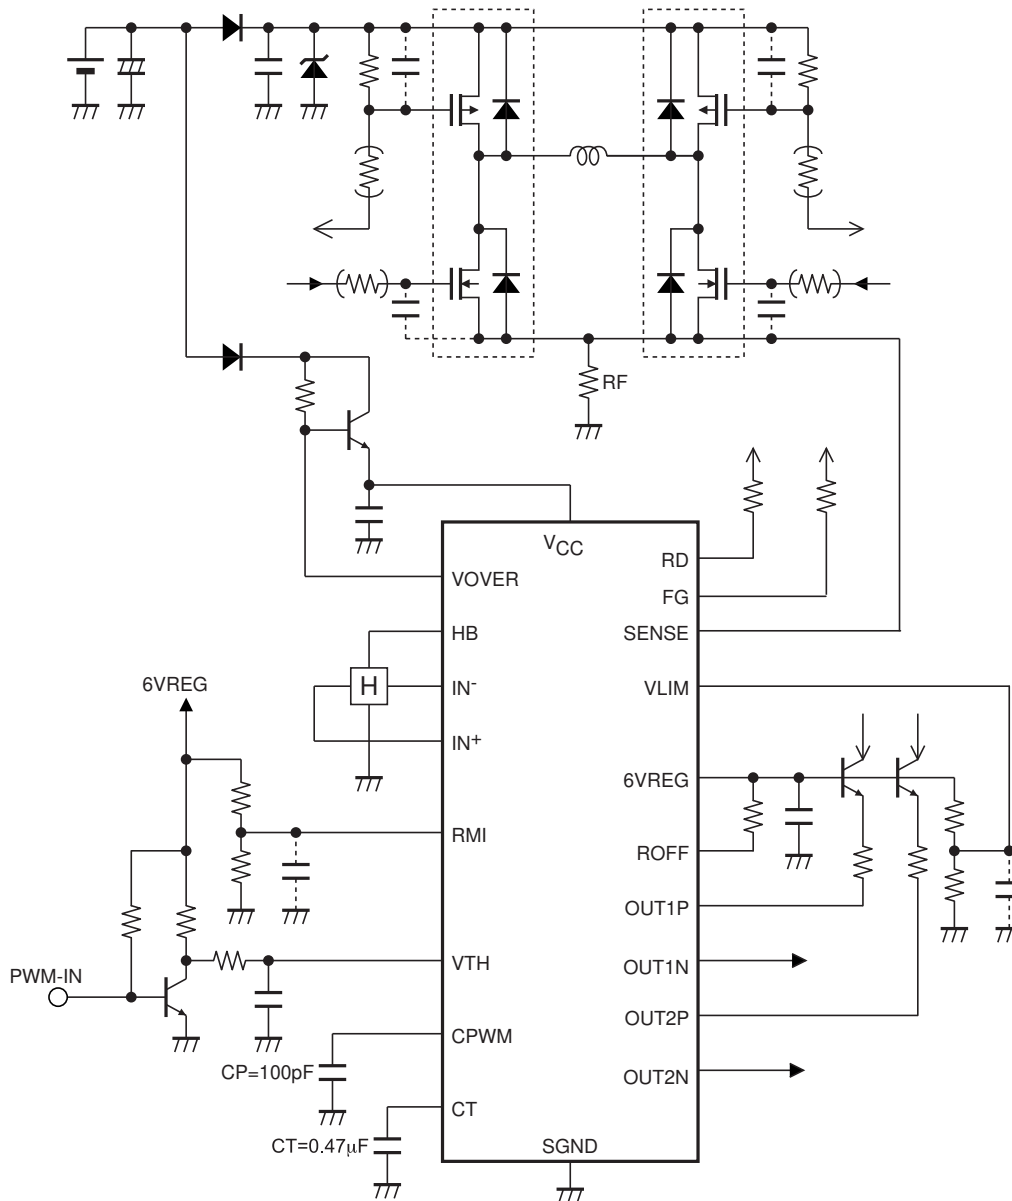 RF
VCC
RD
VOVER
FG
HB
SENSE
H
6VREG
IN-
VLIM
IN+
6VREG
RMI
ROFF
OUT1P
PWM-IN
VTH
OUT1N
OUT2P
CPWM
CP=100pF
OUT2N
CT
CT=0.47µF
SGND